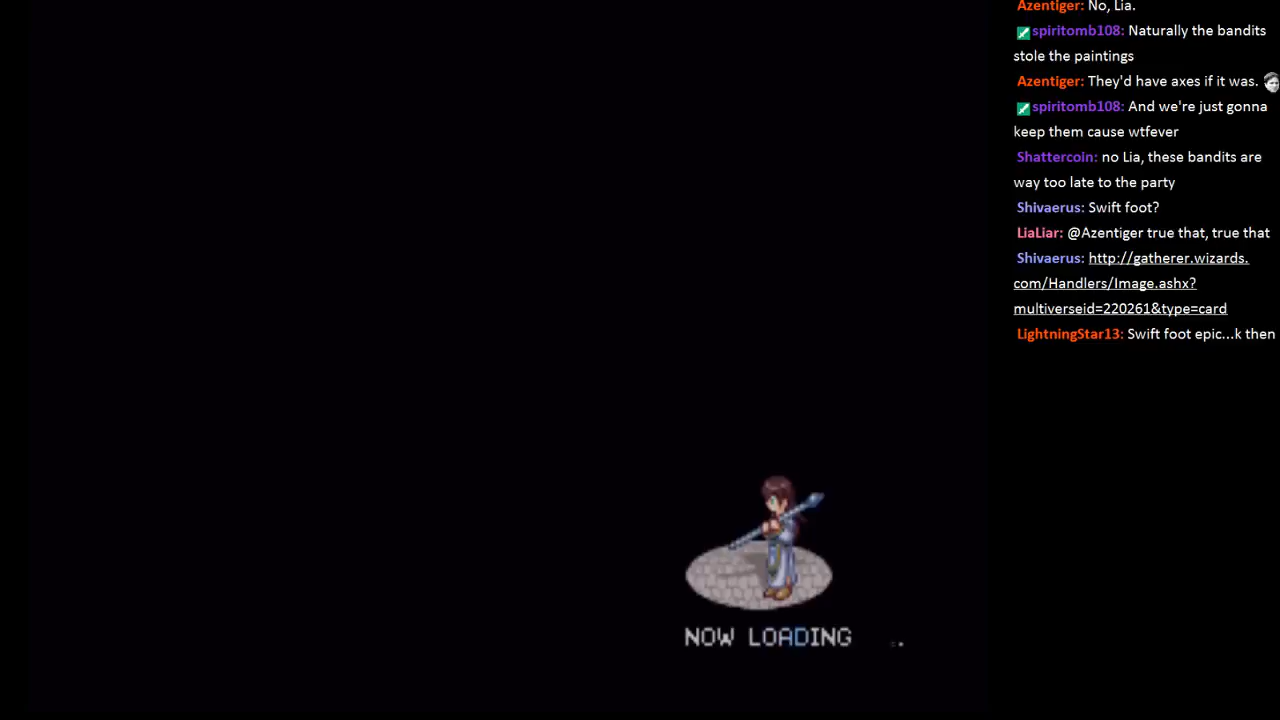 Azentiger: No, Lia.
spiritomb108: Naturally the bandits
stole the paintings
Azentiger: They'd have axes if it was.
spiritomb108: And we're just gonna
keep them cause wtfever
Shattercoin: no Lia, these bandits are
way too late to the party
Shivaerus: Swift foot?
LiaLiar: @Azentiger true that, true that
Shivaerus: http://gatherer.wizards.
com/Handlers/Image.ashx?
multiverseid=220261&type=card
LightningStar13: Swift foot epic...k then
NOW LOADING ..